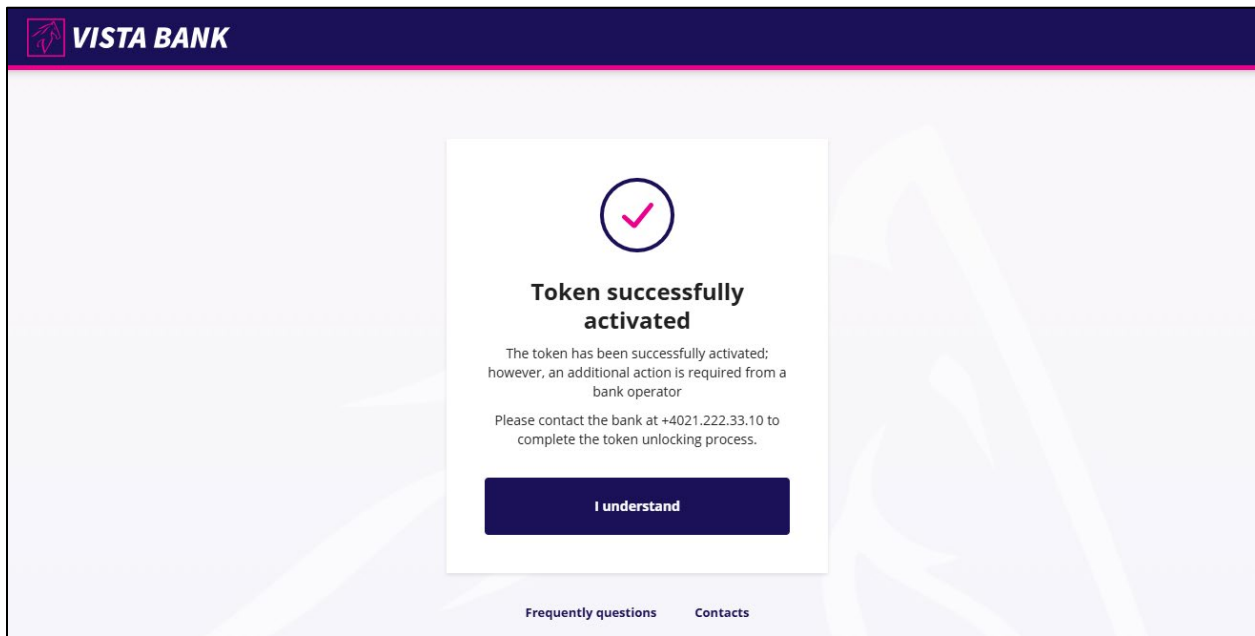 VISTA BANK
Token successfully
activated
The token has been successfully activated;
however, an additional action is required from a
bank operator
Please contact the bank at +4021.222.33.10 to
complete the token unlocking process.
I understand
Frequently questions Contacts